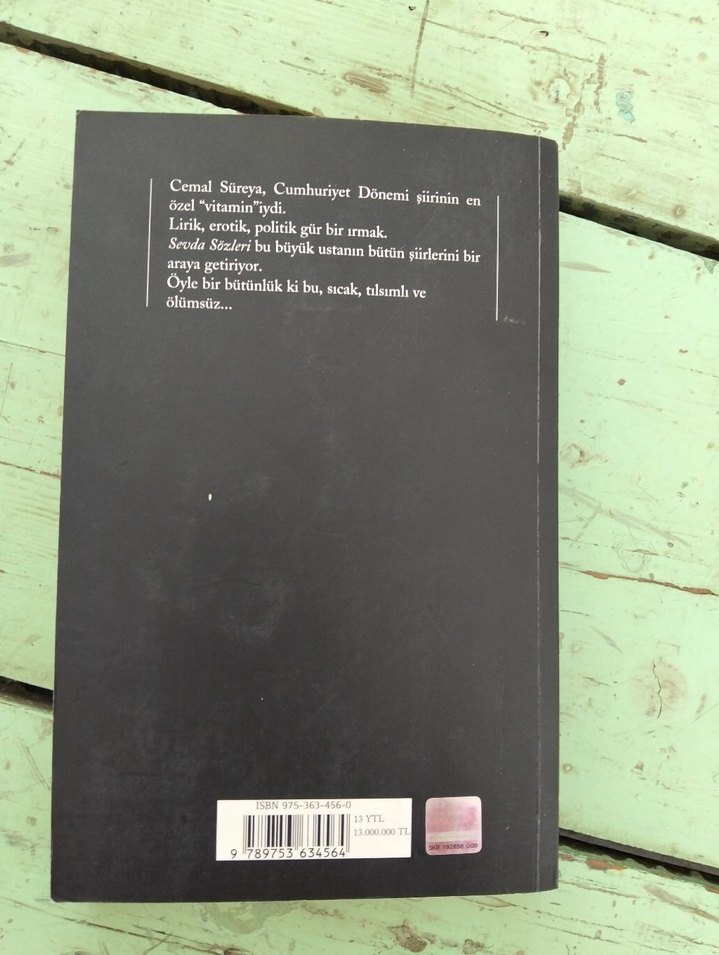 Cemal Süreya, Cumhuriyet Dönemi şiirinin en
özel “vitamin”iydi.
Lirik, erotik, politik gür bir ırmak.
Sevda Sözleri bu büyük ustanın bütün şiirlerini bir
araya getiriyor.
Öyle bir bütünlük ki bu, sıcak, tılsımlı ve
ölümsüz...
ISBN 975-363-456-0
13 YTL
13.000.000 TL
9 789753 634564